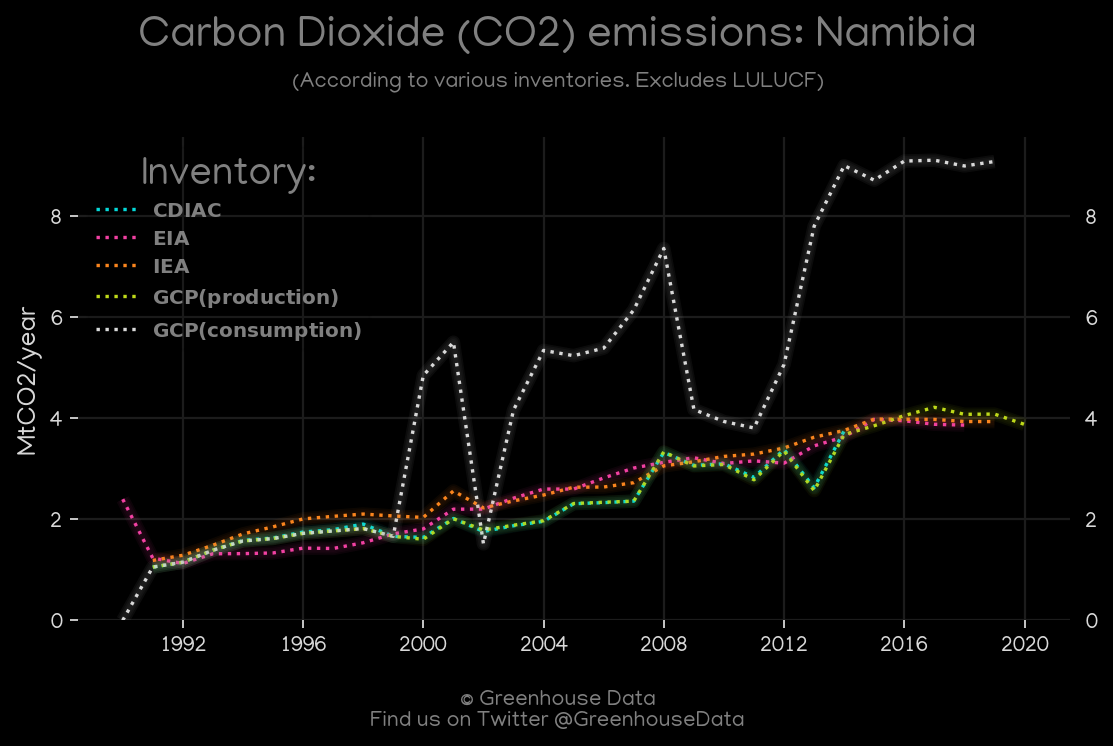 Carbon Dioxide (CO2) emissions: Namibia
(According to various inventories. Excludes LULUCF)
Inventory:
CDIAC
EIA
IEA
GCP(production)
GCP(consumption)
MtCO2/year
8
6
4
2
0
8
6
4
2
0
1992 1996 2000 2004 2008 2012 2016 2020
© Greenhouse Data
Find us on Twitter @GreenhouseData